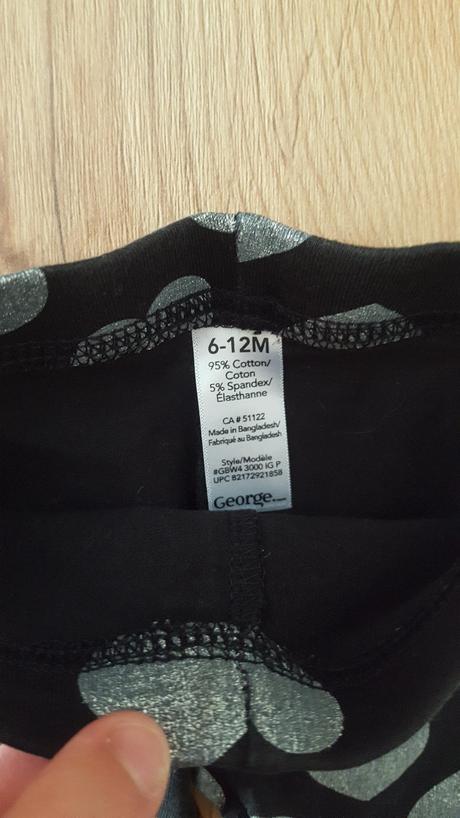 6-12M
95% Cotton/
Coton
5% Spandex/
Élasthanne
CA # 51122
Made in Bangladesh/
Fabriqué au Bangladesh
Style/Modèle
#GBW4 3000 IG P
UPC 82172921858
George